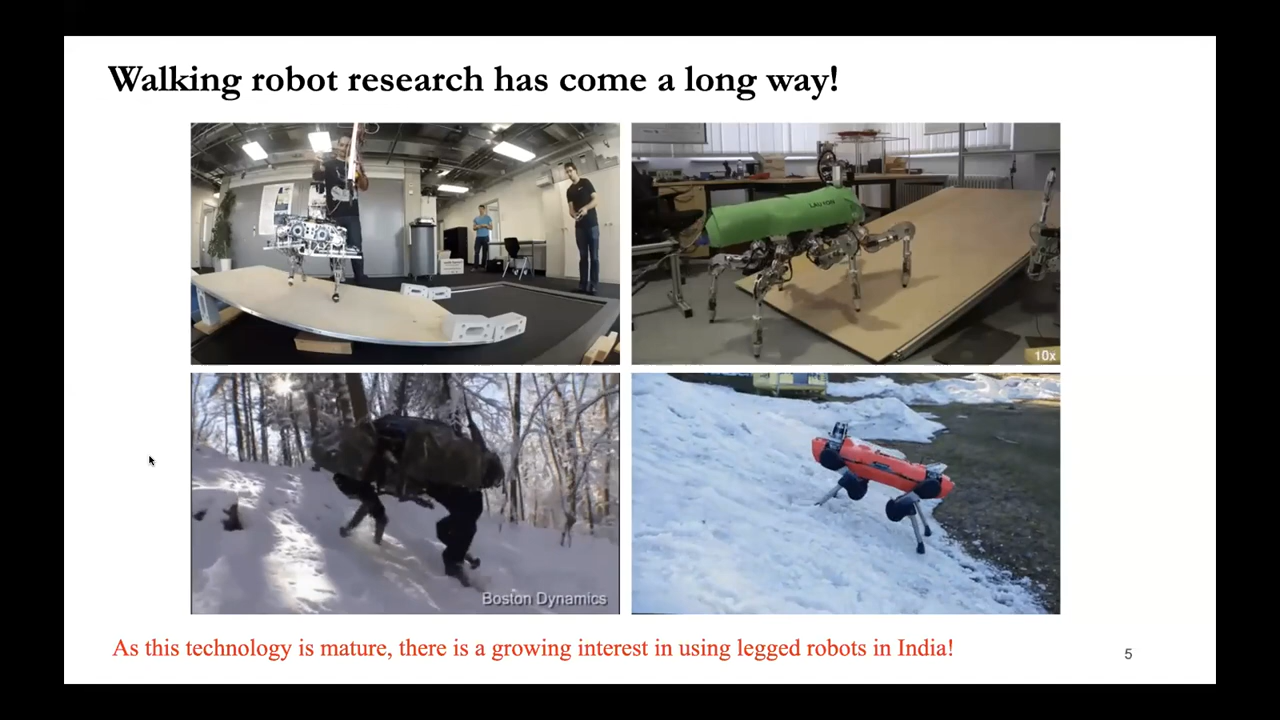 Walking robot research has come a long way!
LAURON
10x
Boston Dynamics
As this technology is mature, there is a growing interest in using legged robots in India!
5